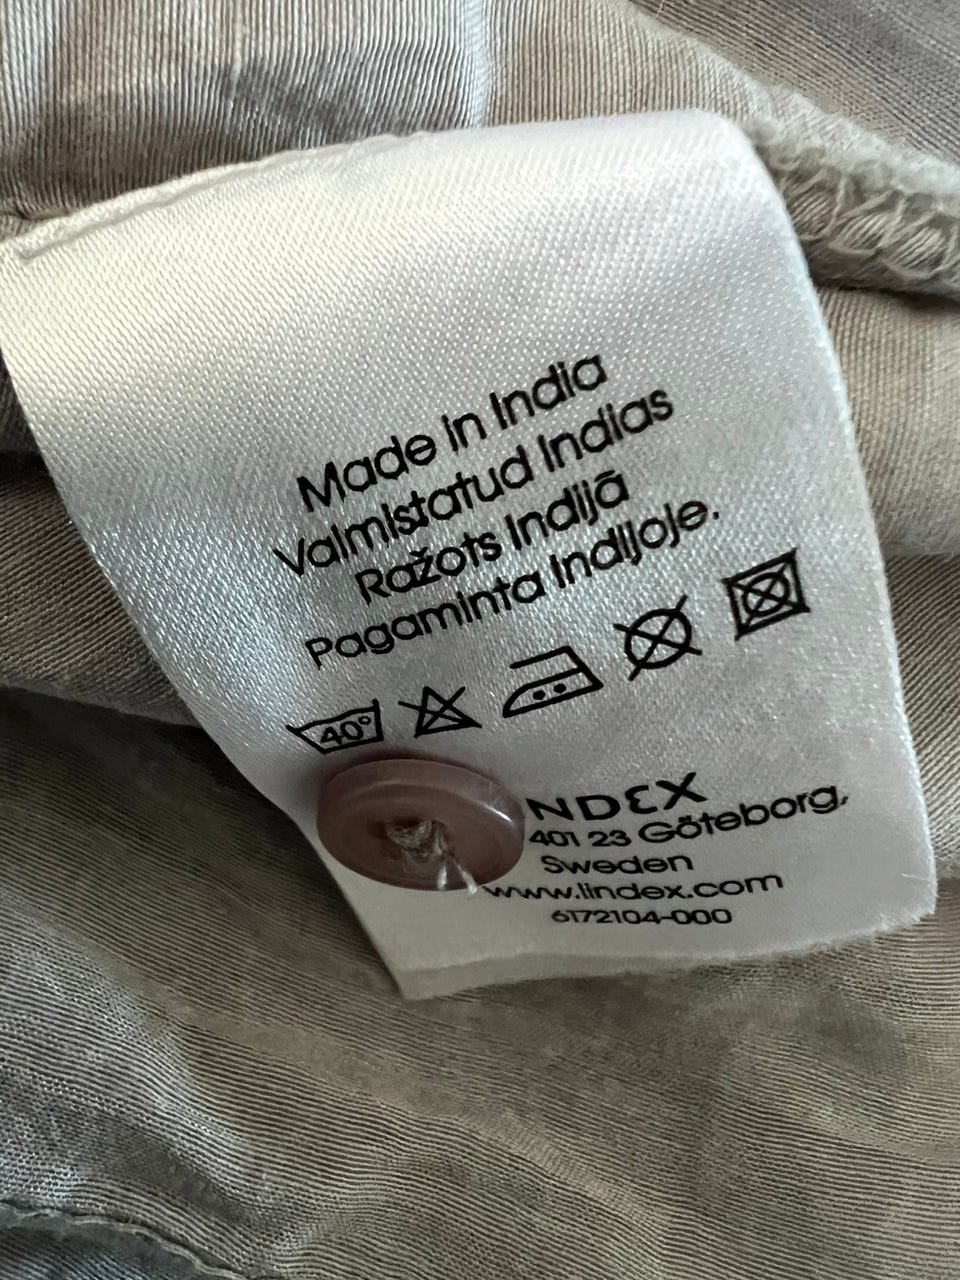 Made in India
Valmistatud Indias
Ražots Indijā
Pagaminta Indijoje.
40°
NDEX
401 23 Göteborg,
Sweden
www.lindex.com
6172104-000